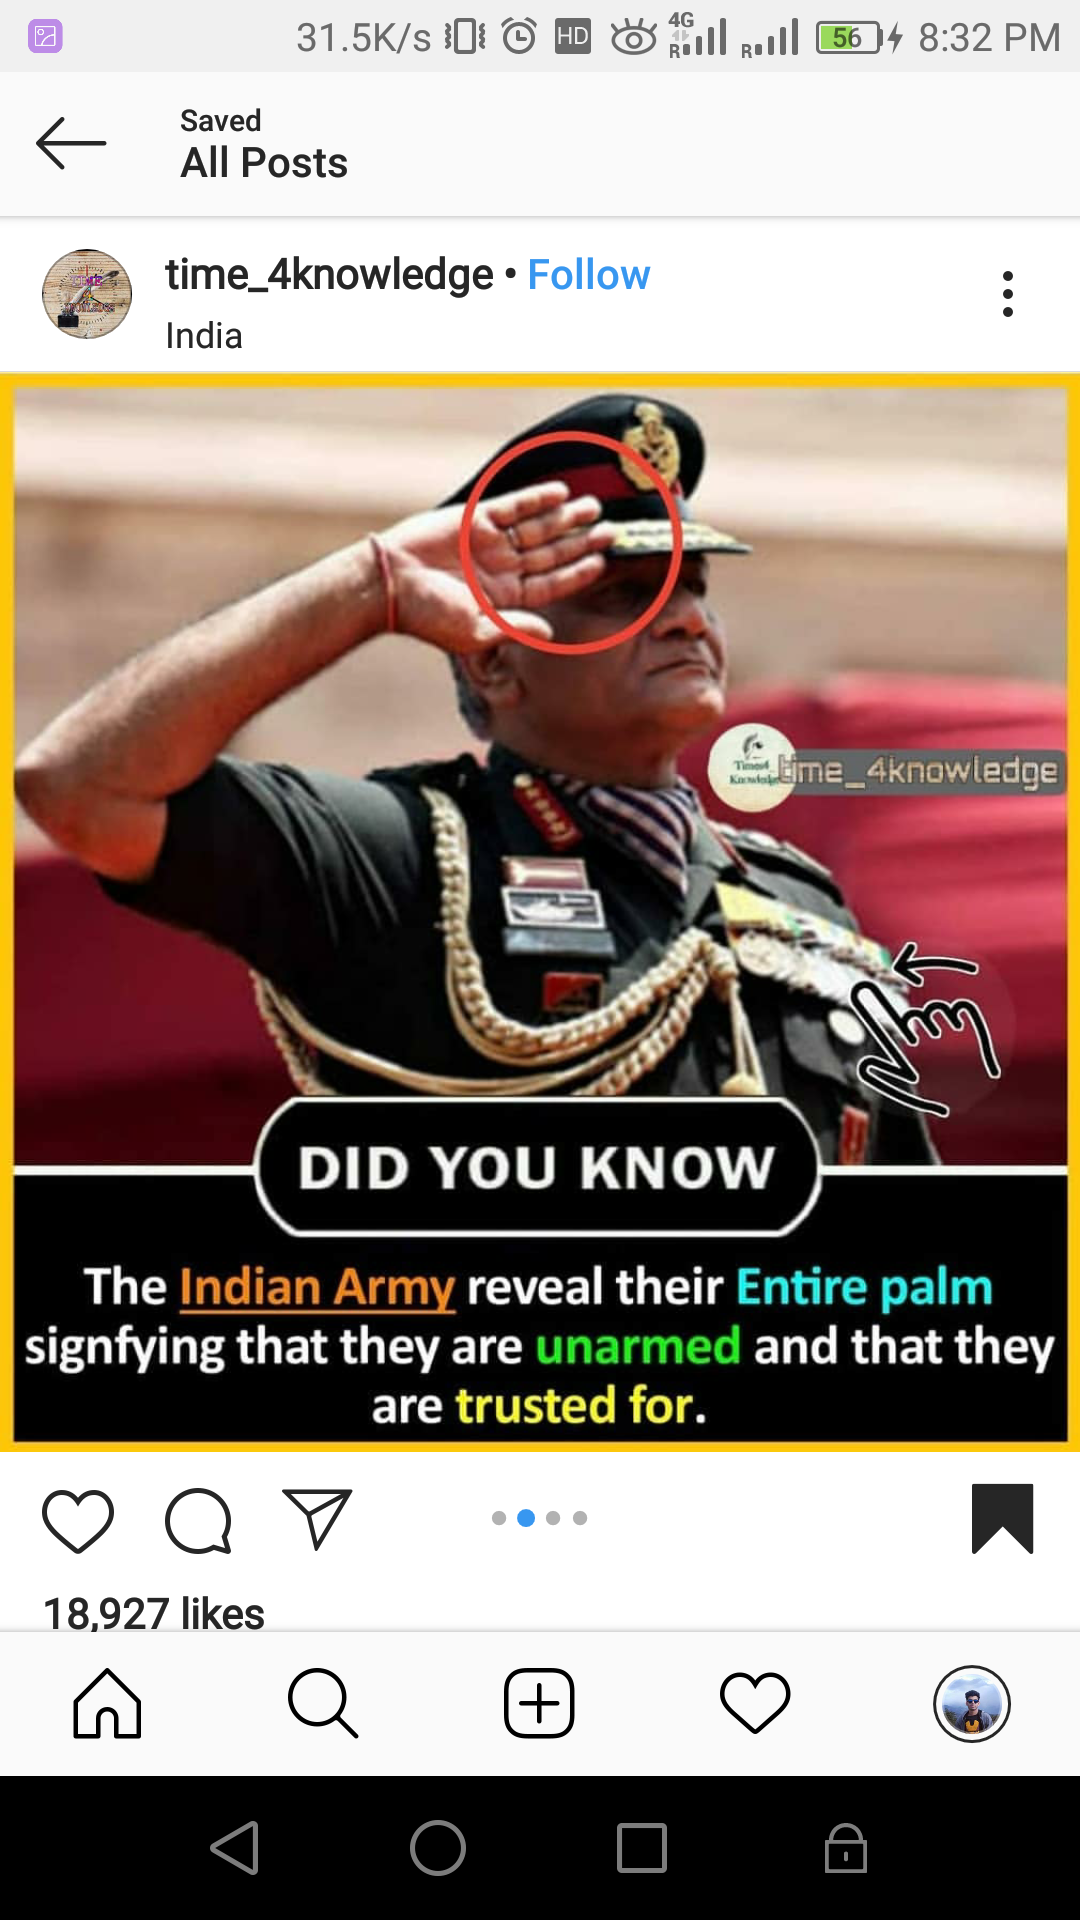 31.5K/s HD 4G R R 56 8:32 PM
Saved
All Posts
time_4knowledge • Follow
India
time_4knowledge
DID YOU KNOW
The Indian Army reveal their Entire palm
signfying that they are unarmed and that they
are trusted for.
18,927 likes